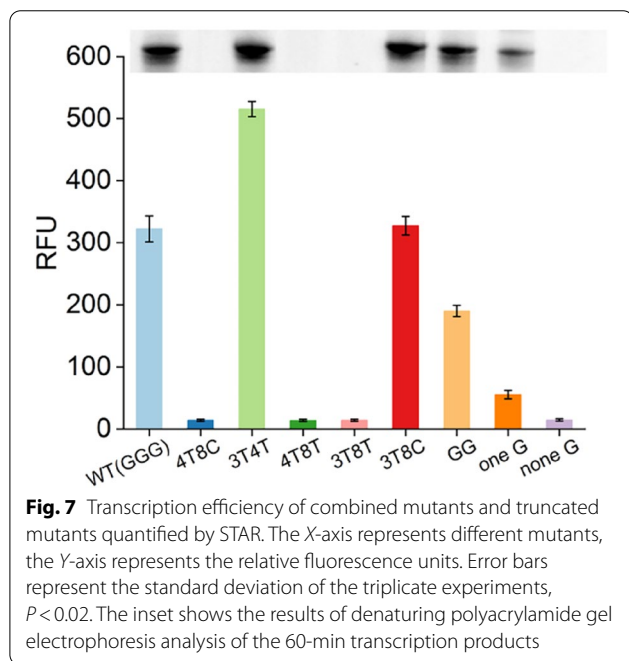 600
500
400
300
200
100
0
RFU
WT(GGG) 4T8C 3T4T 4T8T 3T8T 3T8C GG one G none G
Fig. 7 Transcription efficiency of combined mutants and truncated
mutants quantified by STAR. The X-axis represents different mutants,
the Y-axis represents the relative fluorescence units. Error bars
represent the standard deviation of the triplicate experiments,
P < 0.02. The inset shows the results of denaturing polyacrylamide gel
electrophoresis analysis of the 60-min transcription products